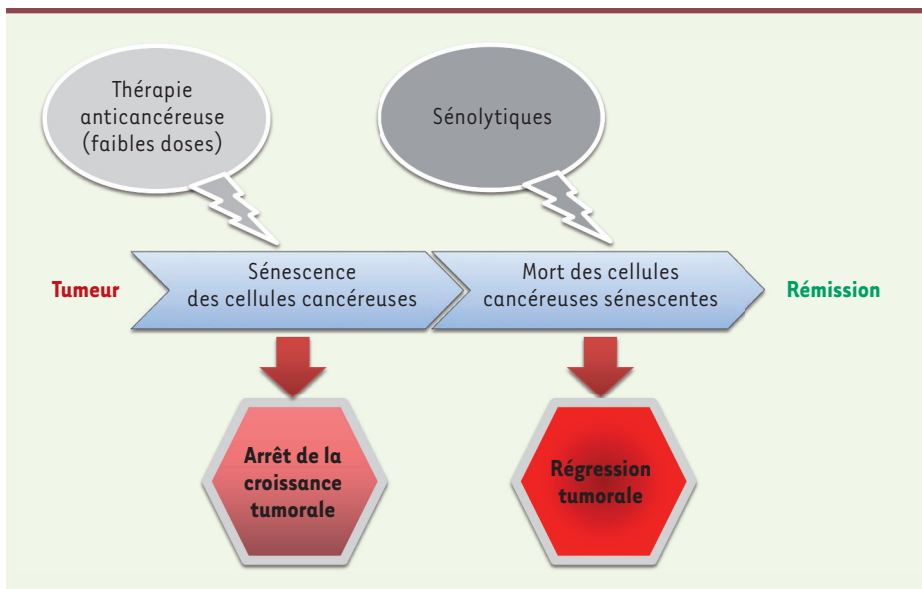 Thérapie
anticancéreuse
(faibles doses)
Sénolytiques
Tumeur
Sénescence
des cellules cancéreuses
Mort des cellules
cancéreuses sénescentes
Rémission
Arrêt de la
croissance
tumorale
Régression
tumorale